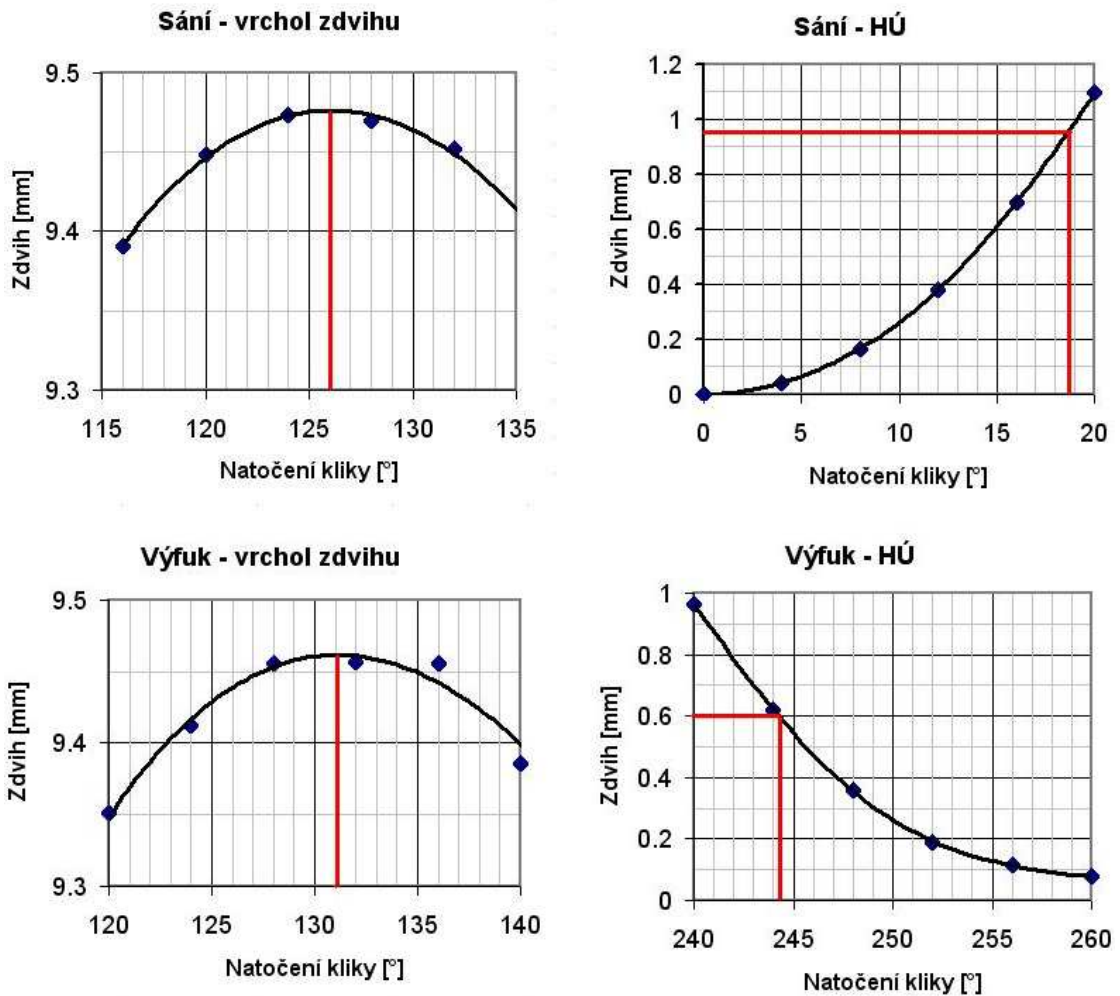 Sání - vrchol zdvihu
9.5
9.4
9.3
Zdvih [mm]
115 120 125 130 135
Natočení kliky [°]
Sání - HÚ
1.2
1
0.8
0.6
0.4
0.2
0
Zdvih [mm]
0 5 10 15 20
Natočení kliky [°]
Výfuk - vrchol zdvihu
9.5
9.4
9.3
Zdvih [mm]
120 125 130 135 140
Natočení kliky [°]
Výfuk - HÚ
1
0.8
0.6
0.4
0.2
0
Zdvih [mm]
240 245 250 255 260
Natočení kliky [°]